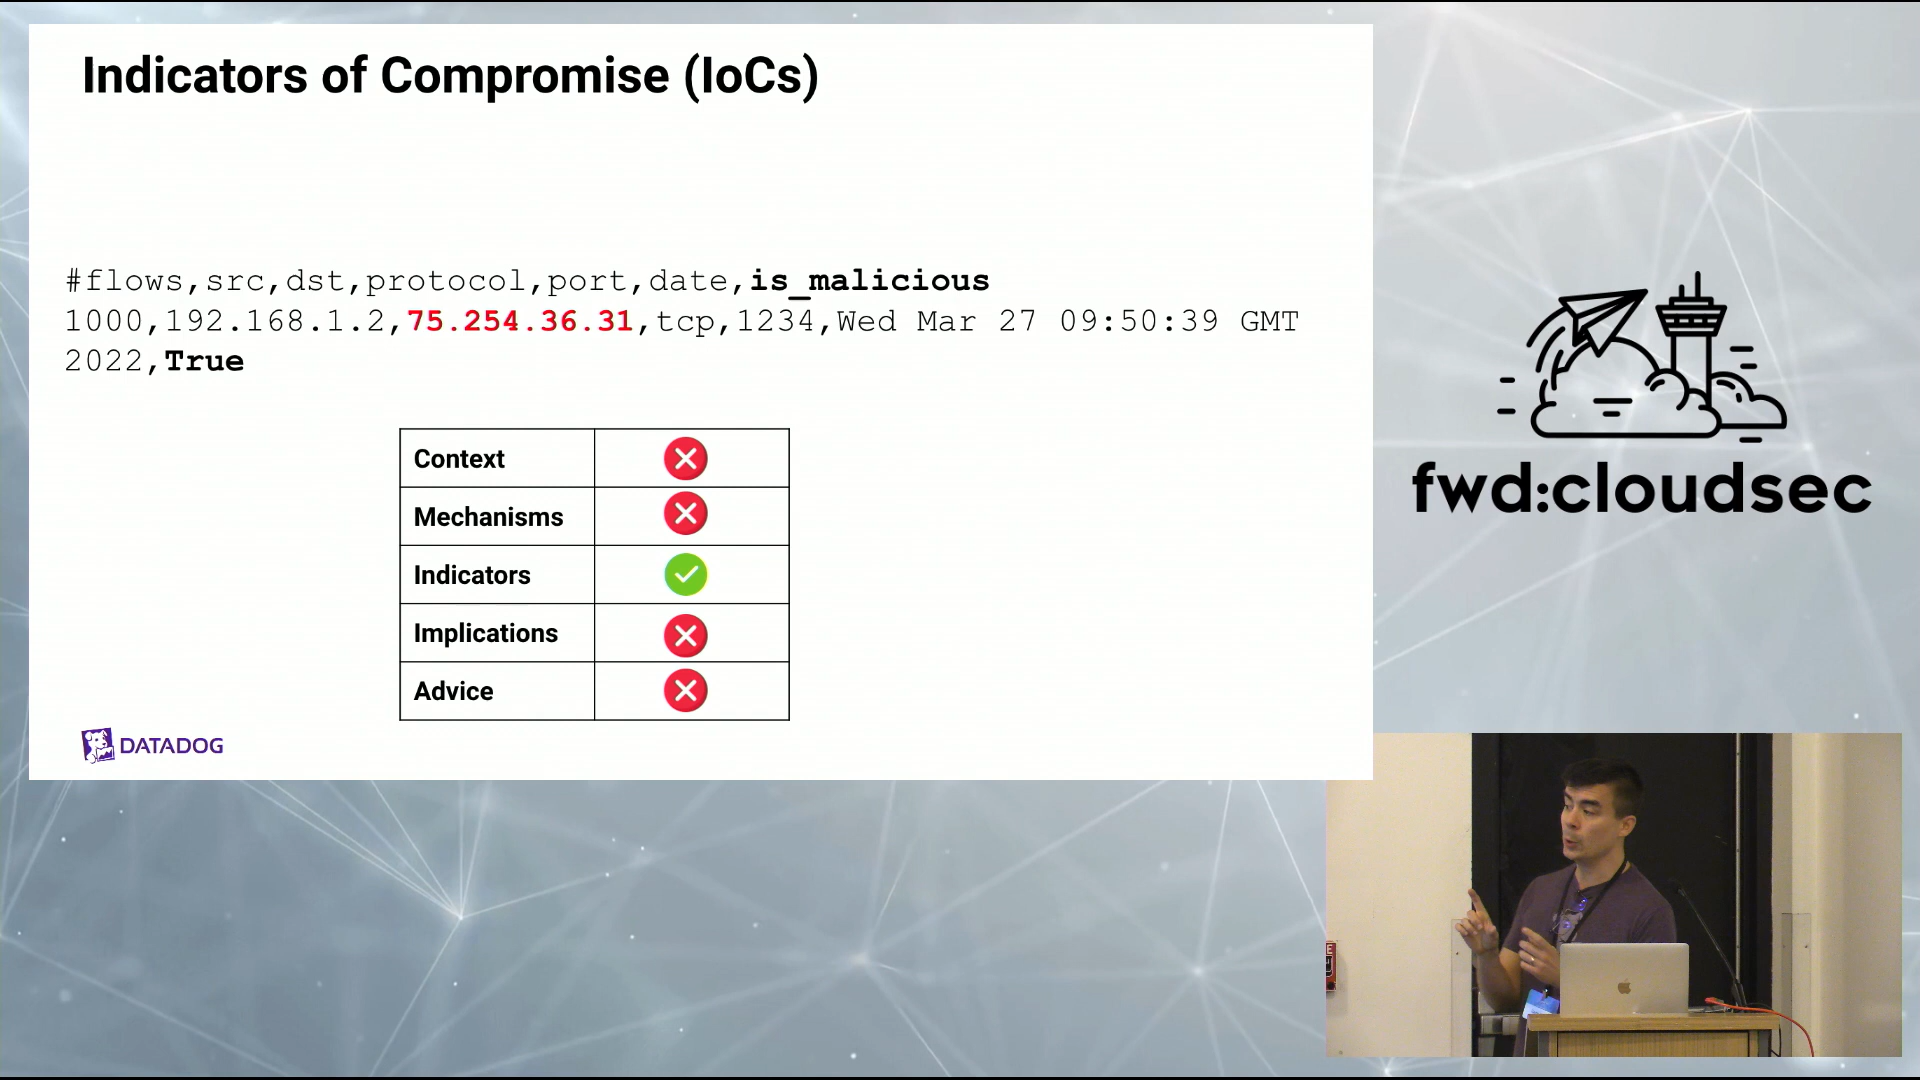 Indicators of Compromise (IoCs)
#flows,src,dst,protocol,port,date,is_malicious
1000,192.168.1.2,75.254.36.31,tcp,1234,Wed Mar 27 09:50:39 GMT
2022,True
Context
Mechanisms
Indicators
Implications
Advice
DATADOG
fwd:cloudsec